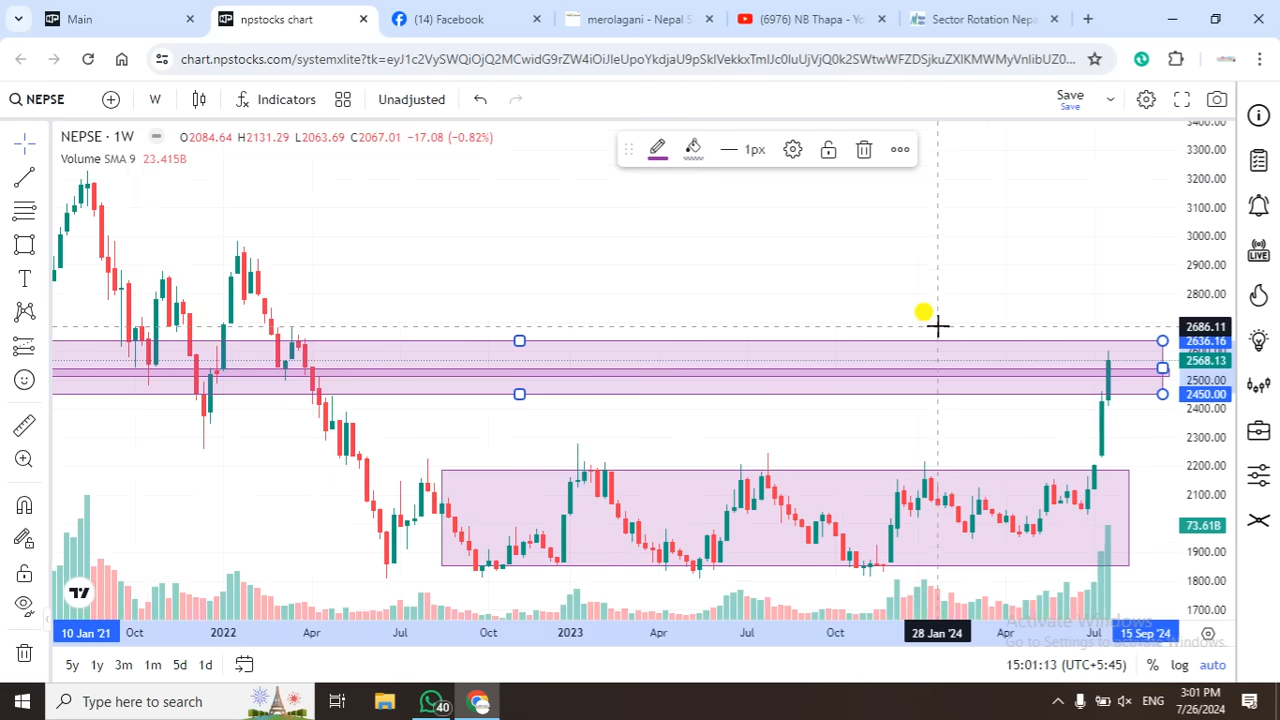 Main
npstocks chart
(14) Facebook
merolagani - Nepal S
(6976) NB Thapa - Yo
Sector Rotation Nepa
chart.npstocks.com/systemxlite?tk=
NEPSE
W
Indicators
Unadjusted
Save
Save
NEPSE · 1W
O2084.64 H2131.29 L2063.69 C2067.01 -17.08 (-0.82%)
Volume SMA 9 23.415B
1px
3400.00
3300.00
3200.00
3100.00
3000.00
2900.00
2800.00
2686.11
2636.16
2568.13
2500.00
2450.00
2400.00
2300.00
2200.00
2100.00
73.61B
1900.00
1800.00
1700.00
LIVE
10 Jan '21
Oct
2022
Apr
Jul
Oct
2023
Apr
Jul
Oct
28 Jan '24
Apr
Jul
15 Sep '24
Activate Windows
Go to Settings to activate Windows.
5y
1y
3m
1m
5d
1d
15:01:13 (UTC+5:45)
%
log
auto
Type here to search
40
ENG
3:01 PM
7/26/2024